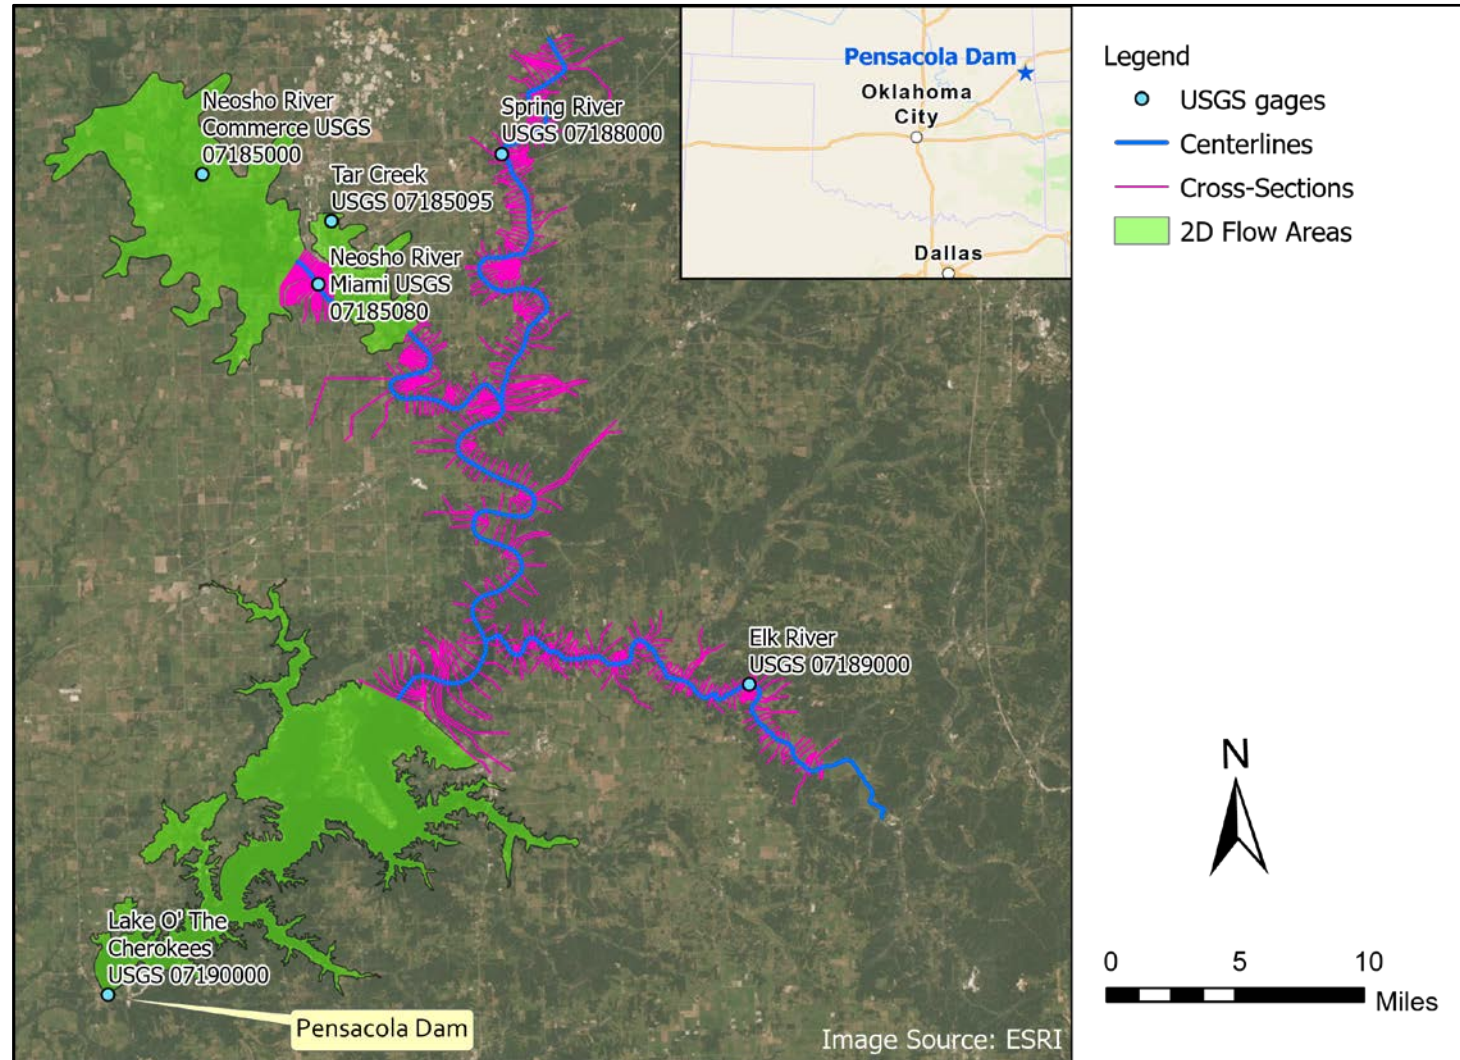 Neosho River
Commerce USGS
07185000
Tar Creek
USGS 07185095
Neosho River
Miami USGS
07185080
Spring River
USGS 07188000
Pensacola Dam
Oklahoma
City
Dallas
Elk River
USGS 07189000
Lake O' The
Cherokees
USGS 07190000
Pensacola Dam
Image Source: ESRI
Legend
USGS gages
Centerlines
Cross-Sections
2D Flow Areas
N
0 5 10
Miles